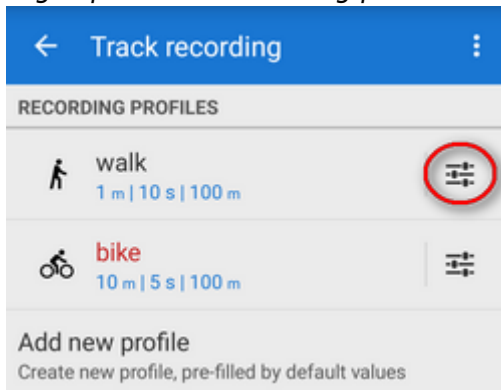 Track recording
RECORDING PROFILES
walk
1 m | 10 s | 100 m
bike
10 m | 5 s | 100 m
Add new profile
Create new profile, pre-filled by default values